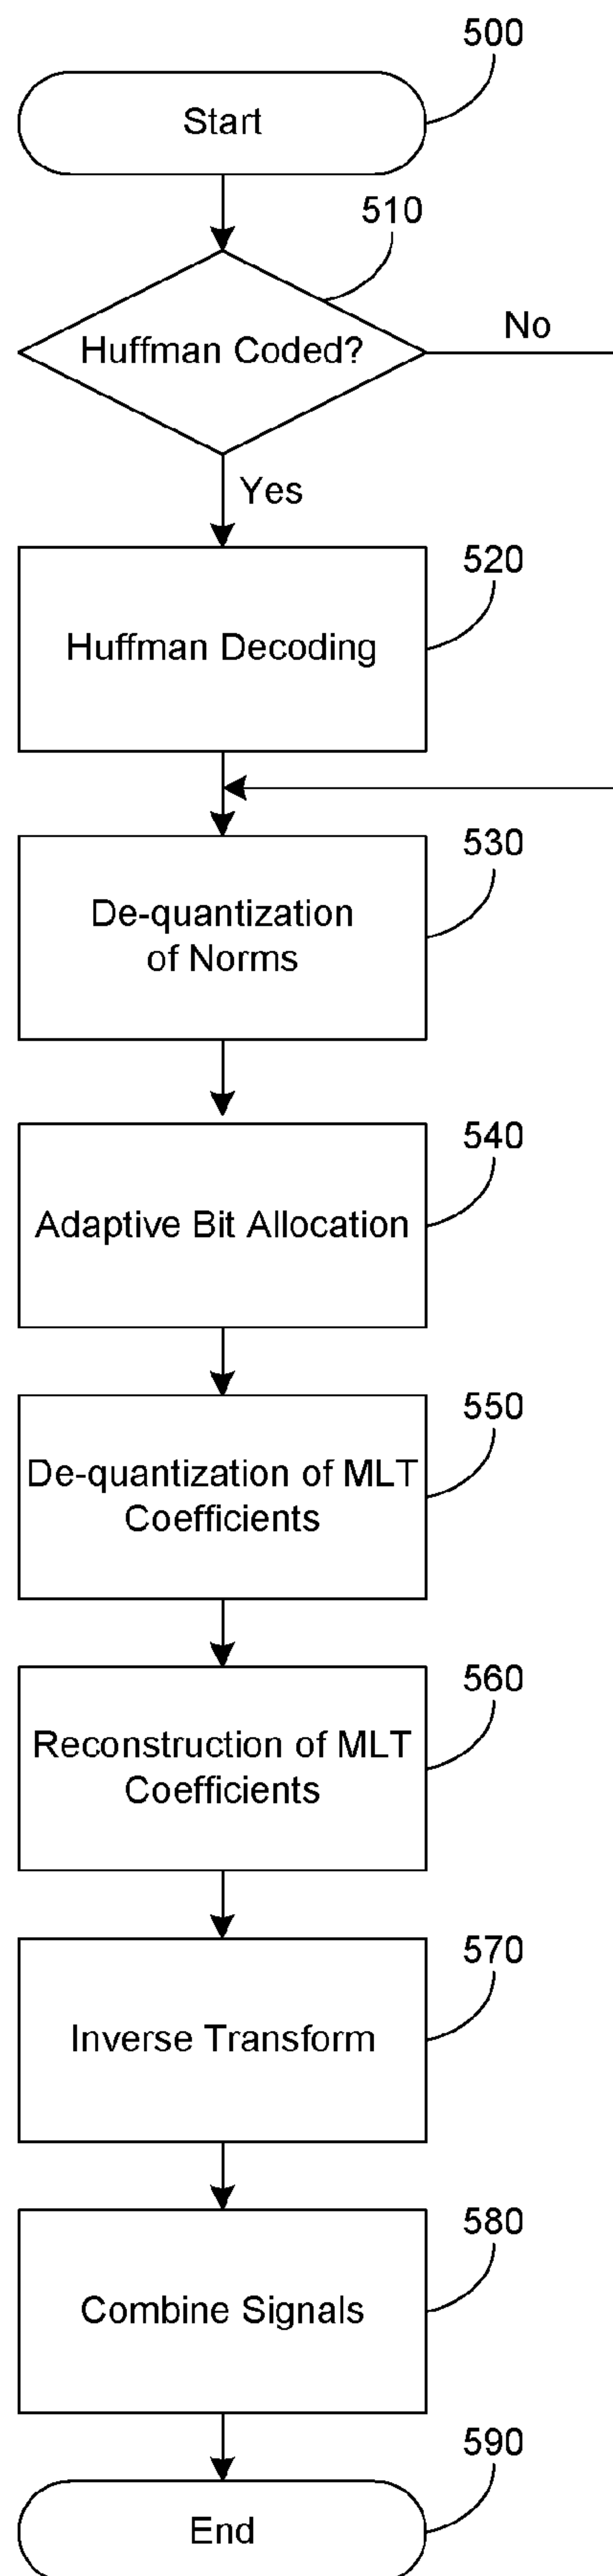 500
Start
510
Huffman Coded?
No
Yes
520
Huffman Decoding
530
De-quantization
of Norms
540
Adaptive Bit Allocation
550
De-quantization of MLT
Coefficients
560
Reconstruction of MLT
Coefficients
570
Inverse Transform
580
Combine Signals
590
End